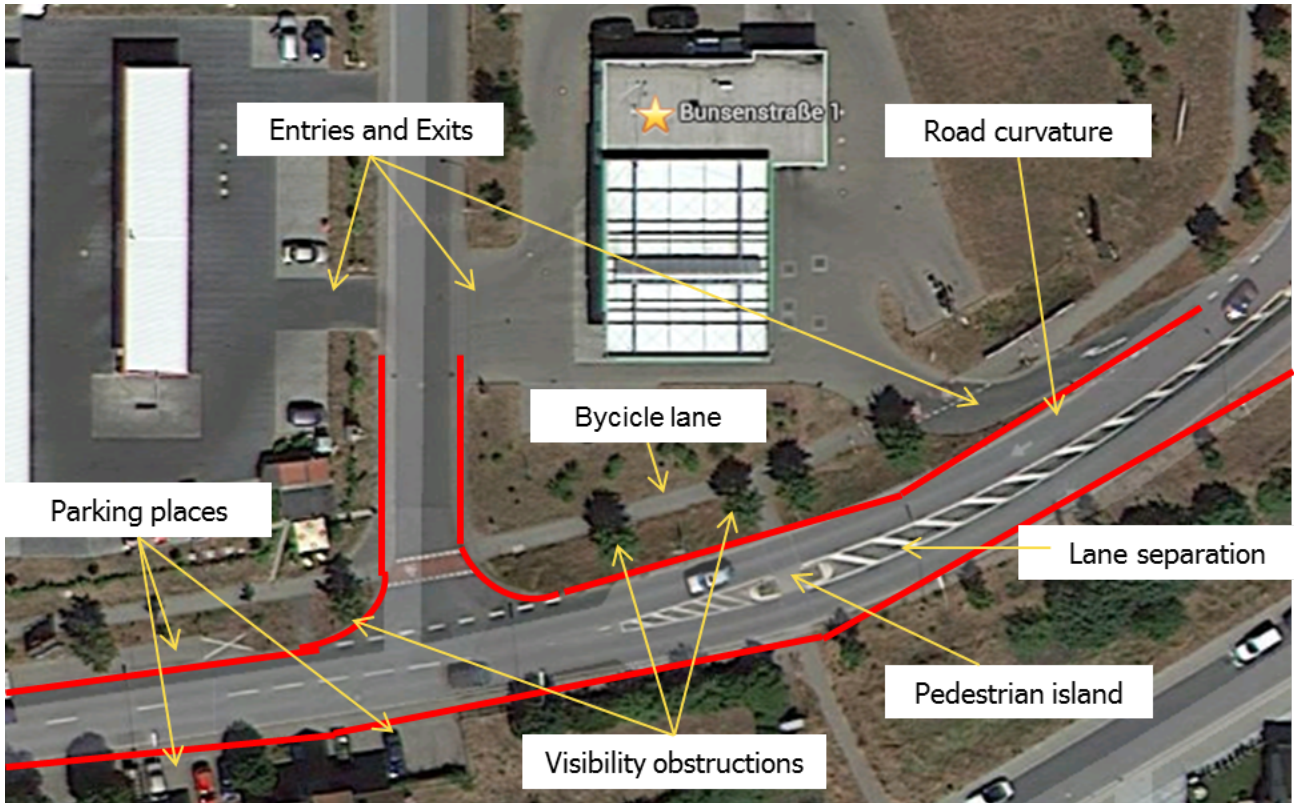 Bunsenstraße 1
Entries and Exits
Road curvature
Bycicle lane
Parking places
Lane separation
Pedestrian island
Visibility obstructions